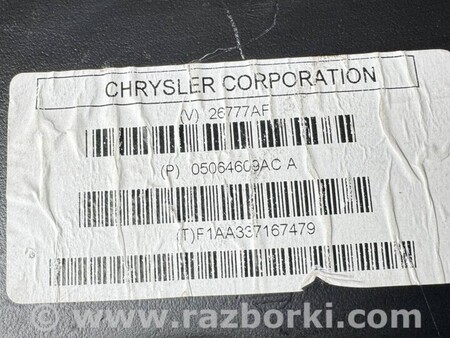 CHRYSLER CORPORATION
(V) 26777AF
(P) 05064609AC A
(T)F1AA337167479
www.razborki.com